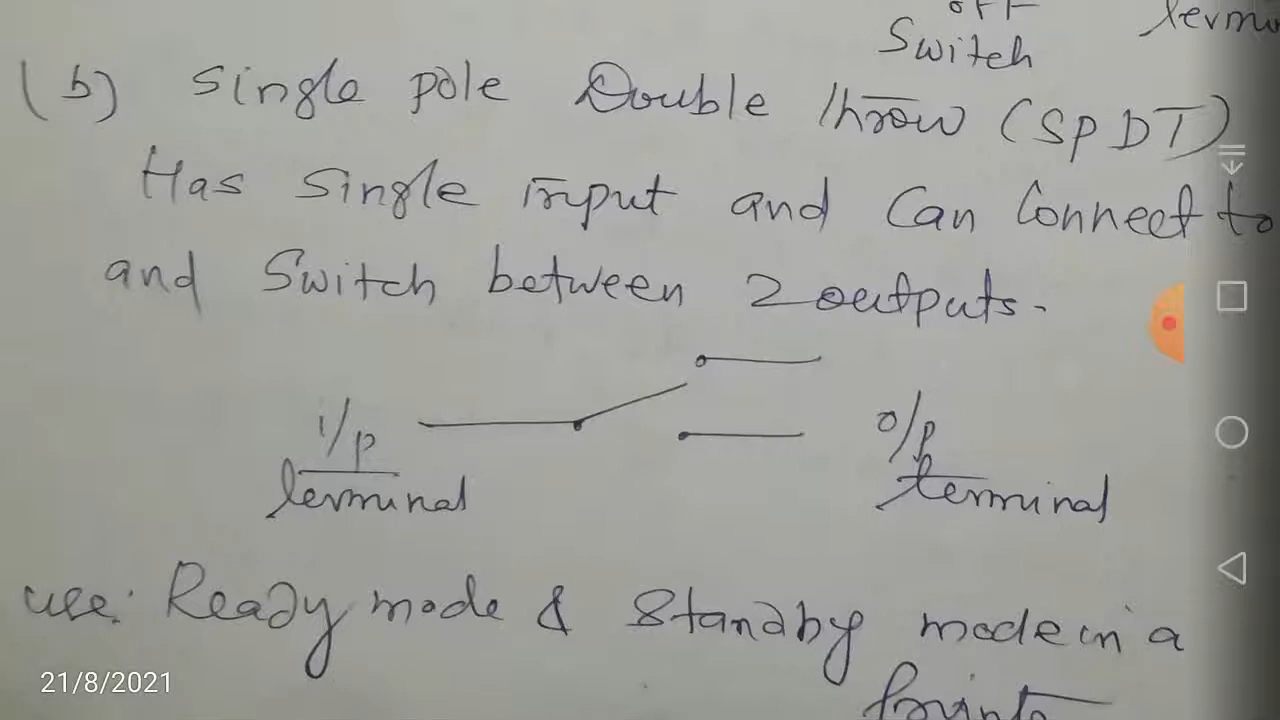 off
Switch
(b) Single pole Double Throw (SPDT)
Has Single input and Can Connect to
and Switch between 2 outputs.
i/p
terminal
o/p
terminal
use: Ready mode & Standby mode in a
21/8/2021